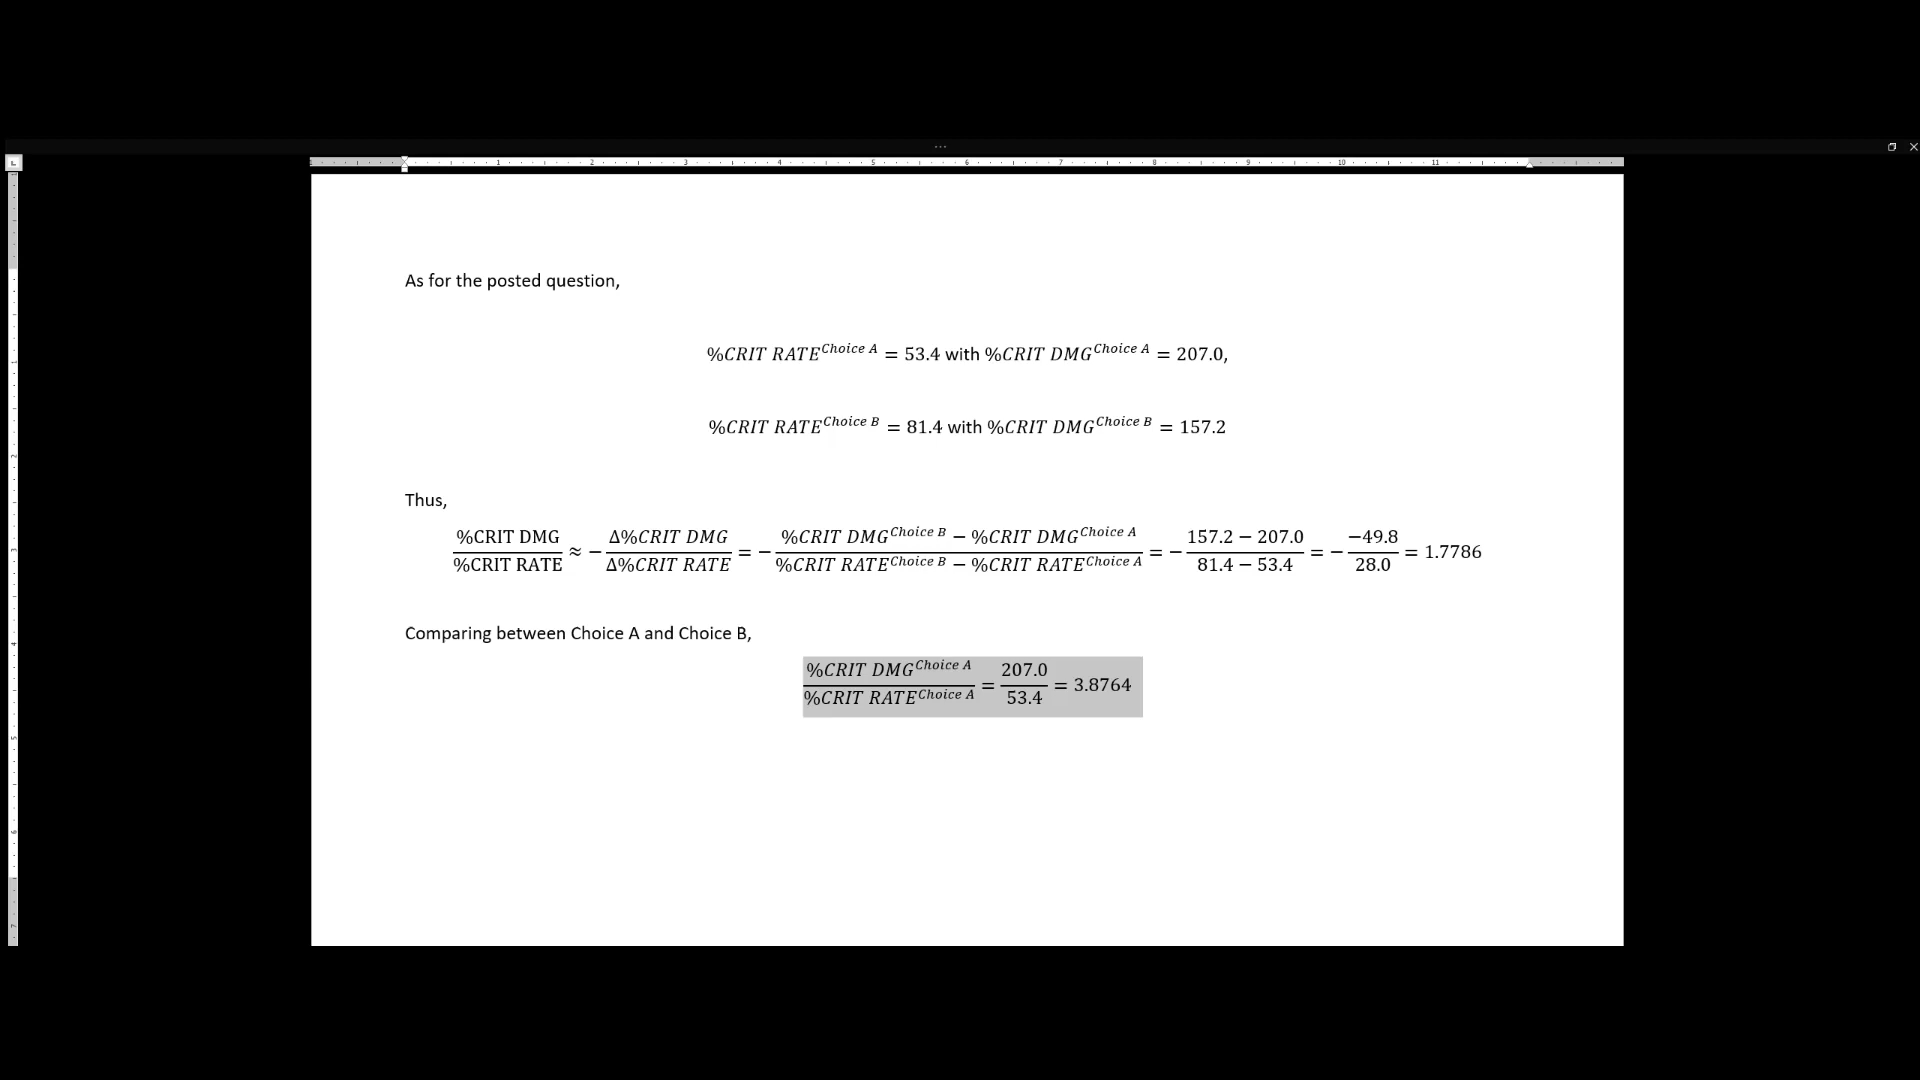 As for the posted question,
%CRIT RATE^Choice A = 53.4 with %CRIT DMG^Choice A = 207.0,
%CRIT RATE^Choice B = 81.4 with %CRIT DMG^Choice B = 157.2
Thus,
%CRIT DMG / %CRIT RATE ≈ − Δ%CRIT DMG / Δ%CRIT RATE = − (%CRIT DMG^Choice B − %CRIT DMG^Choice A) / (%CRIT RATE^Choice B − %CRIT RATE^Choice A) = − (157.2 − 207.0) / (81.4 − 53.4) = − (−49.8) / 28.0 = 1.7786
Comparing between Choice A and Choice B,
%CRIT DMG^Choice A / %CRIT RATE^Choice A = 207.0 / 53.4 = 3.8764